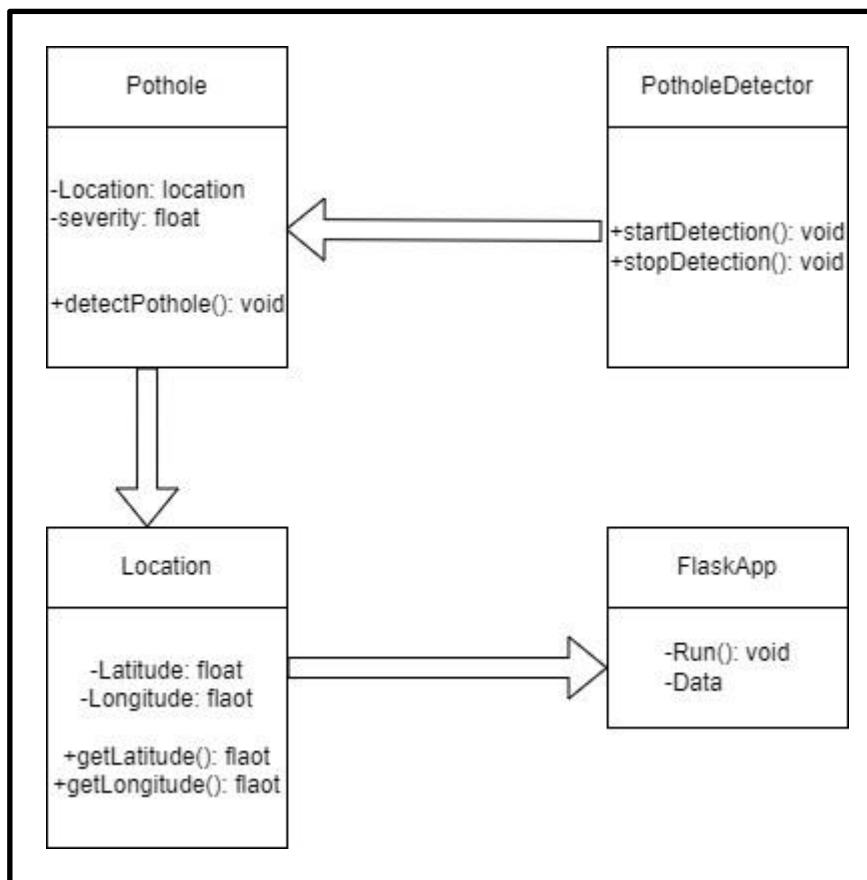 Pothole
-Location: location
-severity: float
+detectPothole(): void
PotholeDetector
+startDetection(): void
+stopDetection(): void
Location
-Latitude: float
-Longitude: flaot
+getLatitude(): flaot
+getLongitude(): flaot
FlaskApp
-Run(): void
-Data